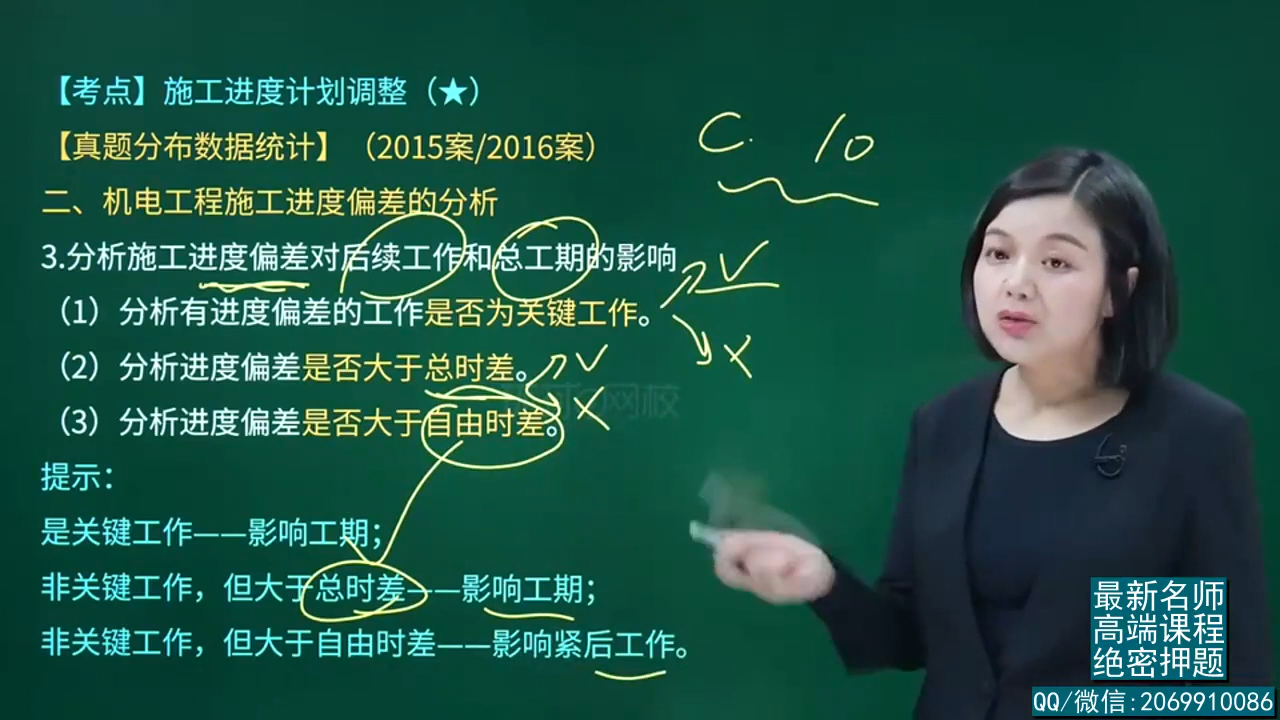 【考点】施工进度计划调整（★）
【真题分布数据统计】（2015案/2016案）
C. 10
二、机电工程施工进度偏差的分析
3.分析施工进度偏差对后续工作和总工期的影响
（1）分析有进度偏差的工作是否为关键工作。
（2）分析进度偏差是否大于总时差。
（3）分析进度偏差是否大于自由时差。
网校
提示：
是关键工作——影响工期；
非关键工作，但大于总时差——影响工期；
非关键工作，但大于自由时差——影响紧后工作。
最新名师
高端课程
绝密押题
QQ/微信:2069910086